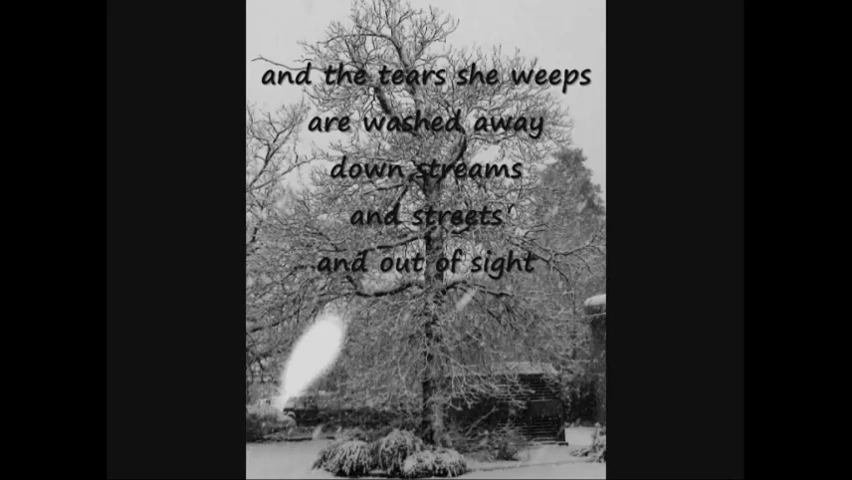 and the tears she weeps
are washed away
down streams
and streets
and out of sight